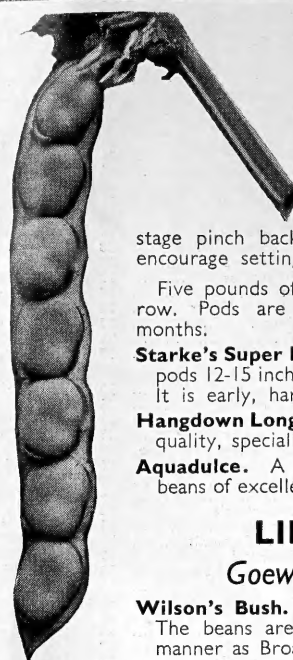 stage pinch back
encourage setting
Five pounds of
row. Pods are
months.
Starke's Super
pods 12-15 inch
It is early, har
Hangdown Long
quality, special
Aquadulce. A
beans of excelle
LI
Goew
Wilson's Bush.
The beans are
manner as Broa